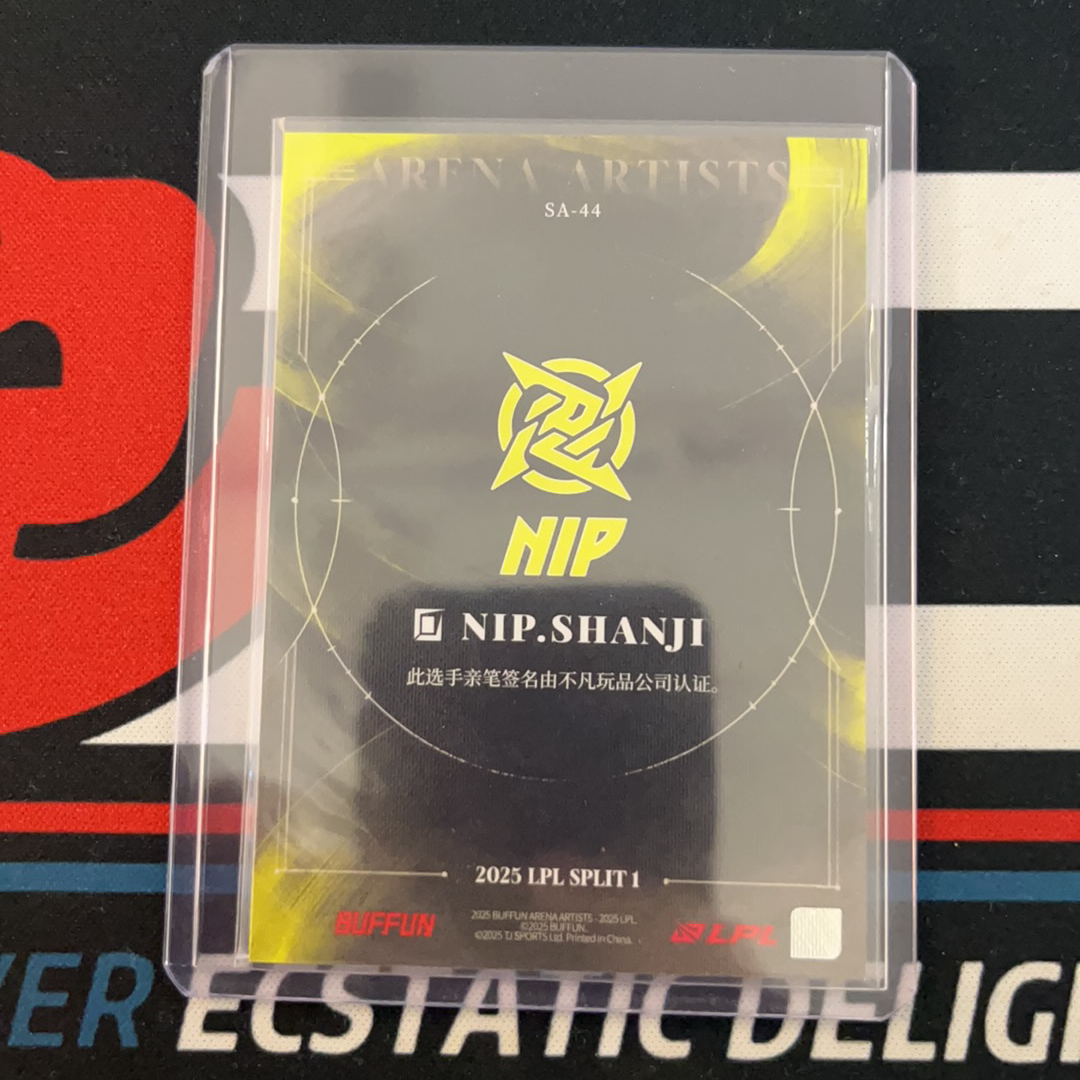 ARENA ARTISTS
SA-44
NIP
NIP.SHANJI
此选手亲笔签名由不凡玩品公司认证。
2025 LPL SPLIT 1
BUFFUN
2025 BUFFUN ARENA ARTISTS - 2025 LPL.
©2025 BUFFUN.
©2025 TJ SPORTS Ltd. Printed in China.
LPL
VER ECSTATIC DELIG